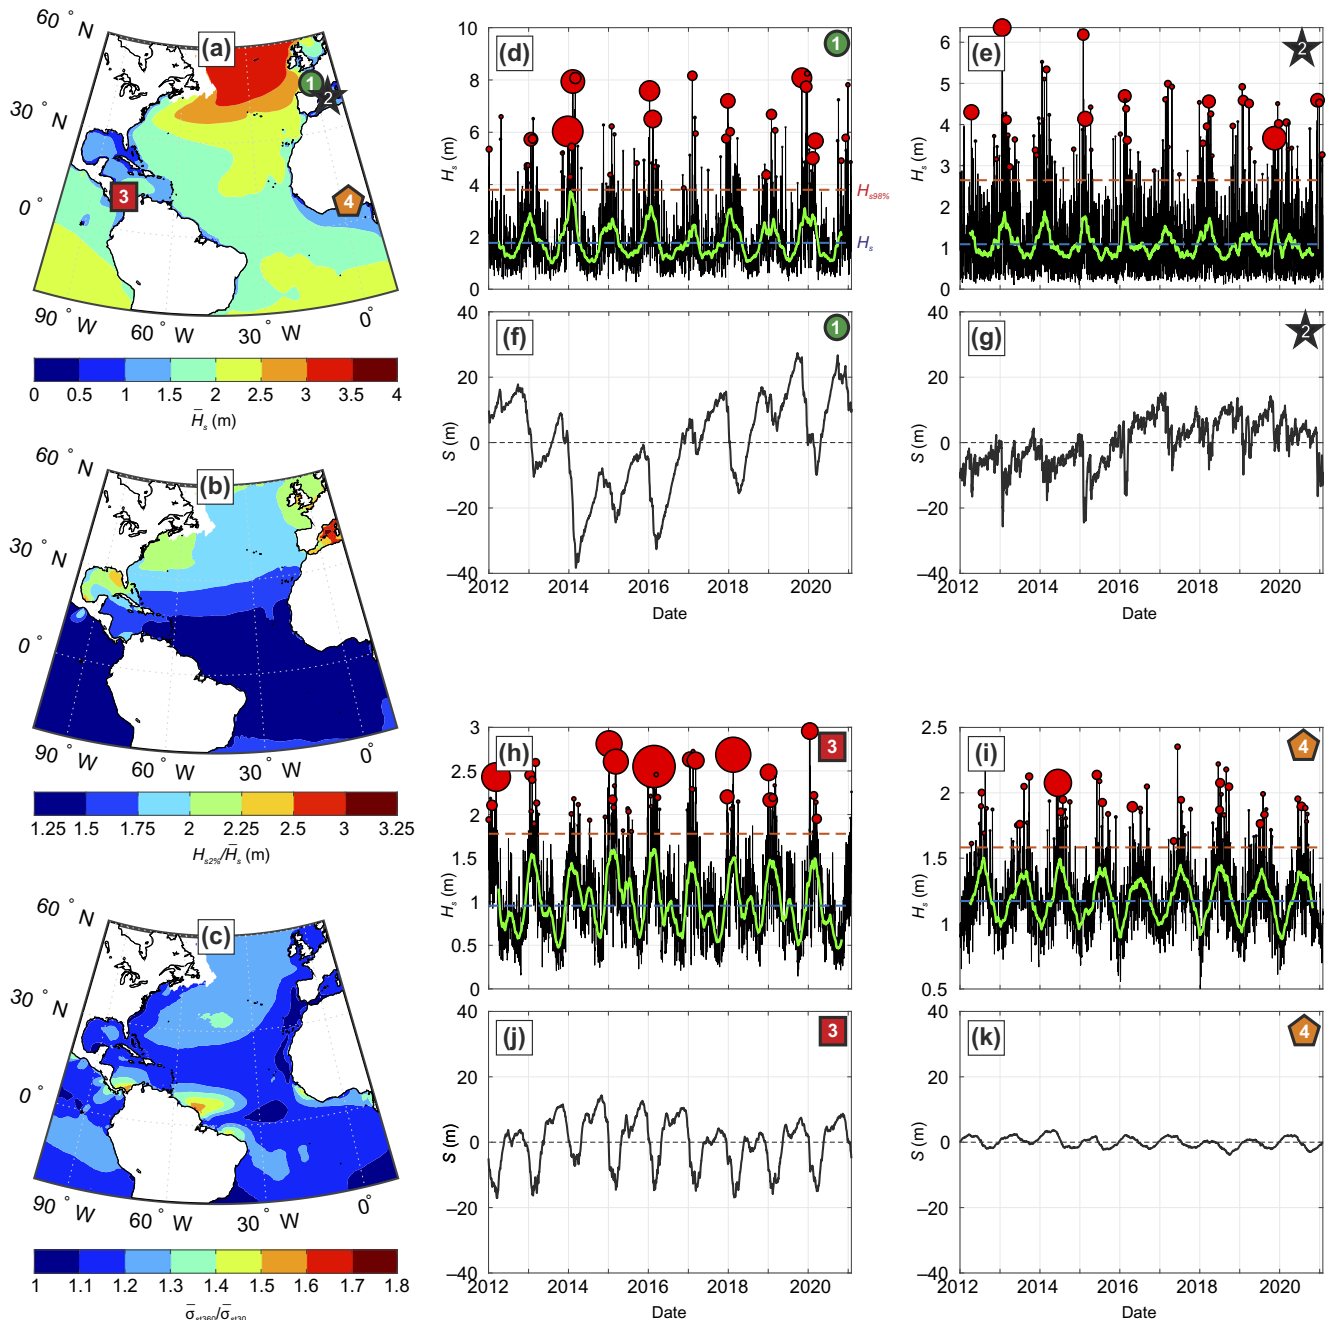 (a)
60° N
30° N
0°
90° W
60° W
30° W
0°
1
2
3
4
0 0.5 1 1.5 2 2.5 3 3.5 4
H̄s (m)
(b)
60° N
30° N
0°
90° W
60° W
30° W
0°
1.25 1.5 1.75 2 2.25 2.5 3 3.25
Hs2%/H̄s (m)
(c)
60° N
30° N
0°
90° W
60° W
30° W
0°
1 1.1 1.2 1.3 1.4 1.5 1.6 1.7 1.8
σ̄st360/σ̄st30
(d)
1
10
8
6
4
2
0
Hs (m)
Hs98%
Hs
(e)
2
6
5
4
3
2
1
0
Hs (m)
(f)
1
40
20
0
–20
–40
S (m)
2012 2014 2016 2018 2020
Date
(g)
2
40
20
0
–20
–40
S (m)
2012 2014 2016 2018 2020
Date
(h)
3
3
2.5
2
1.5
1
0.5
0
Hs (m)
(i)
4
2.5
2
1.5
1
0.5
Hs (m)
(j)
3
40
20
0
–20
–40
S (m)
2012 2014 2016 2018 2020
Date
(k)
4
40
20
0
–20
–40
S (m)
2012 2014 2016 2018 2020
Date